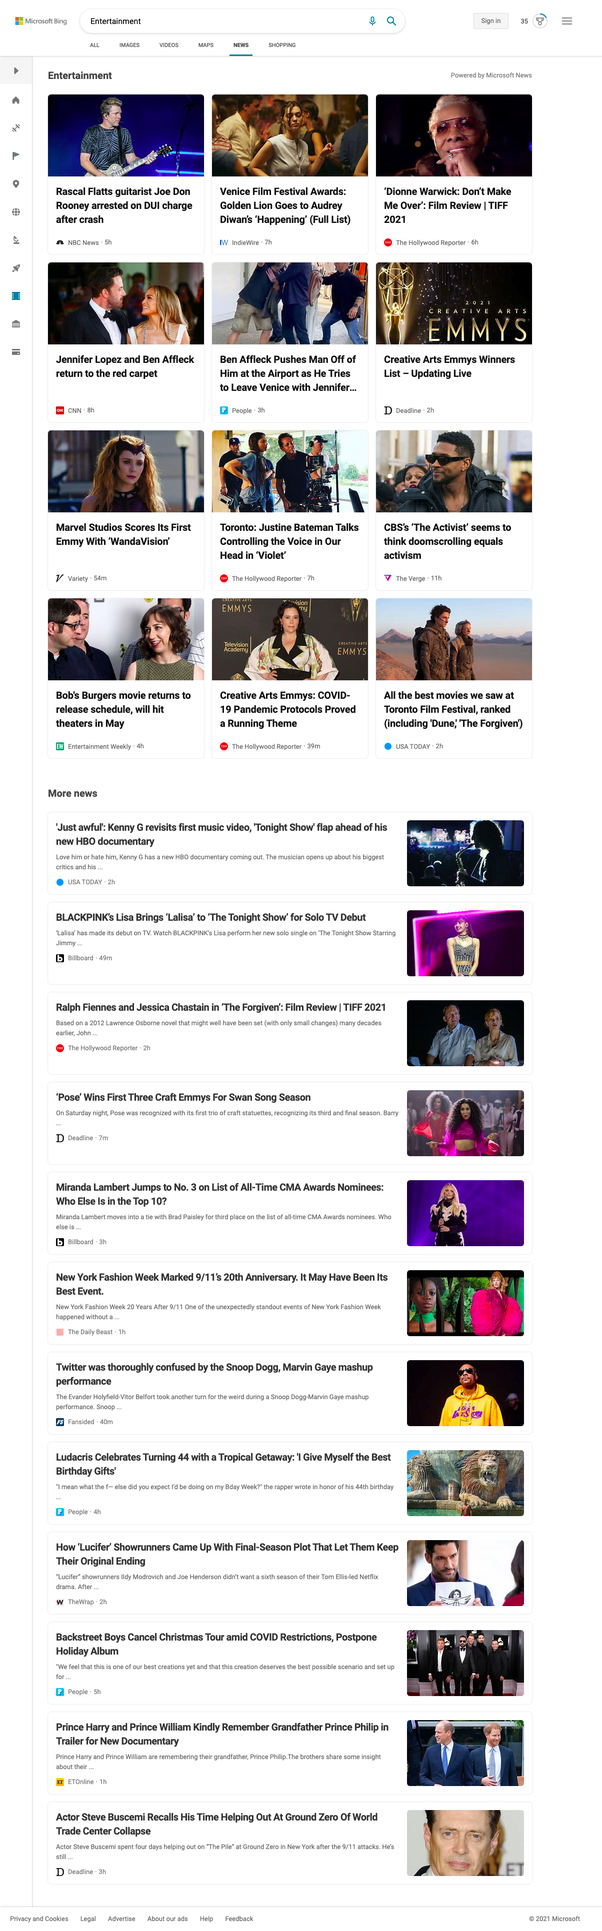 Microsoft Bing
Entertainment
Sign in
35
ALL
IMAGES
VIDEOS
MAPS
NEWS
SHOPPING
Entertainment
Powered by Microsoft News
Rascal Flatts guitarist Joe Don
Rooney arrested on DUI charge
after crash
NBC News · 5h
Venice Film Festival Awards:
Golden Lion Goes to Audrey
Diwan's ‘Happening’ (Full List)
IW IndieWire · 7h
‘Dionne Warwick: Don’t Make
Me Over’: Film Review | TIFF
2021
The Hollywood Reporter · 6h
Jennifer Lopez and Ben Affleck
return to the red carpet
CNN · 8h
Ben Affleck Pushes Man Off of
Him at the Airport as He Tries
to Leave Venice with Jennifer...
People · 3h
2021
CREATIVE ARTS
EMMYS
Creative Arts Emmys Winners
List – Updating Live
Deadline · 2h
Marvel Studios Scores Its First
Emmy With ‘WandaVision’
Variety · 54m
Toronto: Justine Bateman Talks
Controlling the Voice in Our
Head in ‘Violet’
The Hollywood Reporter · 7h
CBS’s ‘The Activist’ seems to
think doomscrolling equals
activism
The Verge · 11h
Bob's Burgers movie returns to
release schedule, will hit
theaters in May
Entertainment Weekly · 4h
CREATIVE ARTS
EMMYS
Television
Academy
Creative Arts Emmys: COVID-
19 Pandemic Protocols Proved
a Running Theme
The Hollywood Reporter · 39m
All the best movies we saw at
Toronto Film Festival, ranked
(including 'Dune,' 'The Forgiven')
USA TODAY · 2h
More news
'Just awful': Kenny G revisits first music video, 'Tonight Show' flap ahead of his
new HBO documentary
Love him or hate him, Kenny G has a new HBO documentary coming out. The musician opens up about his biggest
critics and his ...
USA TODAY · 2h
BLACKPINK’s Lisa Brings ‘Lalisa’ to ‘The Tonight Show’ for Solo TV Debut
‘Lalisa’ has made its debut on TV. Watch BLACKPINK’s Lisa perform her new solo single on ‘The Tonight Show Starring
Jimmy ...
Billboard · 49m
Ralph Fiennes and Jessica Chastain in ‘The Forgiven’: Film Review | TIFF 2021
Based on a 2012 Lawrence Osborne novel that might well have been set (with only small changes) many decades
earlier, John ...
The Hollywood Reporter · 2h
‘Pose’ Wins First Three Craft Emmys For Swan Song Season
On Saturday night, Pose was recognized with its first trio of craft statuettes, recognizing its third and final season. Barry
...
Deadline · 7m
Miranda Lambert Jumps to No. 3 on List of All-Time CMA Awards Nominees:
Who Else Is in the Top 10?
Miranda Lambert moves into a tie with Brad Paisley for third place on the list of all-time CMA Awards nominees. Who
else is ...
Billboard · 3h
New York Fashion Week Marked 9/11’s 20th Anniversary. It May Have Been Its
Best Event.
New York Fashion Week 20 Years After 9/11 One of the unexpectedly standout events of New York Fashion Week
happened without a ...
The Daily Beast · 1h
Twitter was thoroughly confused by the Snoop Dogg, Marvin Gaye mashup
performance
The Evander Holyfield-Vitor Belfort took another turn for the weird during a Snoop Dogg-Marvin Gaye mashup
performance. Snoop ...
FS Fansided · 40m
Ludacris Celebrates Turning 44 with a Tropical Getaway: 'I Give Myself the Best
Birthday Gifts'
"I mean what the f— else did you expect I'd be doing on my Bday Week?" the rapper wrote in honor of his 44th birthday
...
People · 4h
How ‘Lucifer’ Showrunners Came Up With Final-Season Plot That Let Them Keep
Their Original Ending
“Lucifer” showrunners Ildy Modrovich and Joe Henderson didn’t want a sixth season of their Tom Ellis-led Netflix
drama. After ...
TheWrap · 2h
Backstreet Boys Cancel Christmas Tour amid COVID Restrictions, Postpone
Holiday Album
"We feel that this is one of our best creations yet and that this creation deserves the best possible scenario and set up
for ...
People · 5h
Prince Harry and Prince William Kindly Remember Grandfather Prince Philip in
Trailer for New Documentary
Prince Harry and Prince William are remembering their grandfather, Prince Philip.The brothers share some insight
about their ...
ET ETOnline · 1h
Actor Steve Buscemi Recalls His Time Helping Out At Ground Zero Of World
Trade Center Collapse
Actor Steve Buscemi spent four days helping out on “The Pile” at Ground Zero in New York after the 9/11 attacks. He’s
still ...
Deadline · 3h
Privacy and Cookies
Legal
Advertise
About our ads
Help
Feedback
© 2021 Microsoft